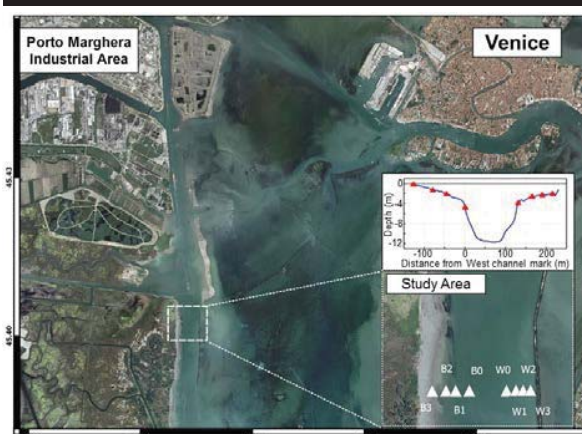 Porto Marghera
Industrial Area
Venice
45.43
45.40
0
-4
-8
-12
Depth (m)
-100 0 100 200
Distance from West channel mark (m)
Study Area
B2 B0 W0 W2
B3 B1 W1 W3